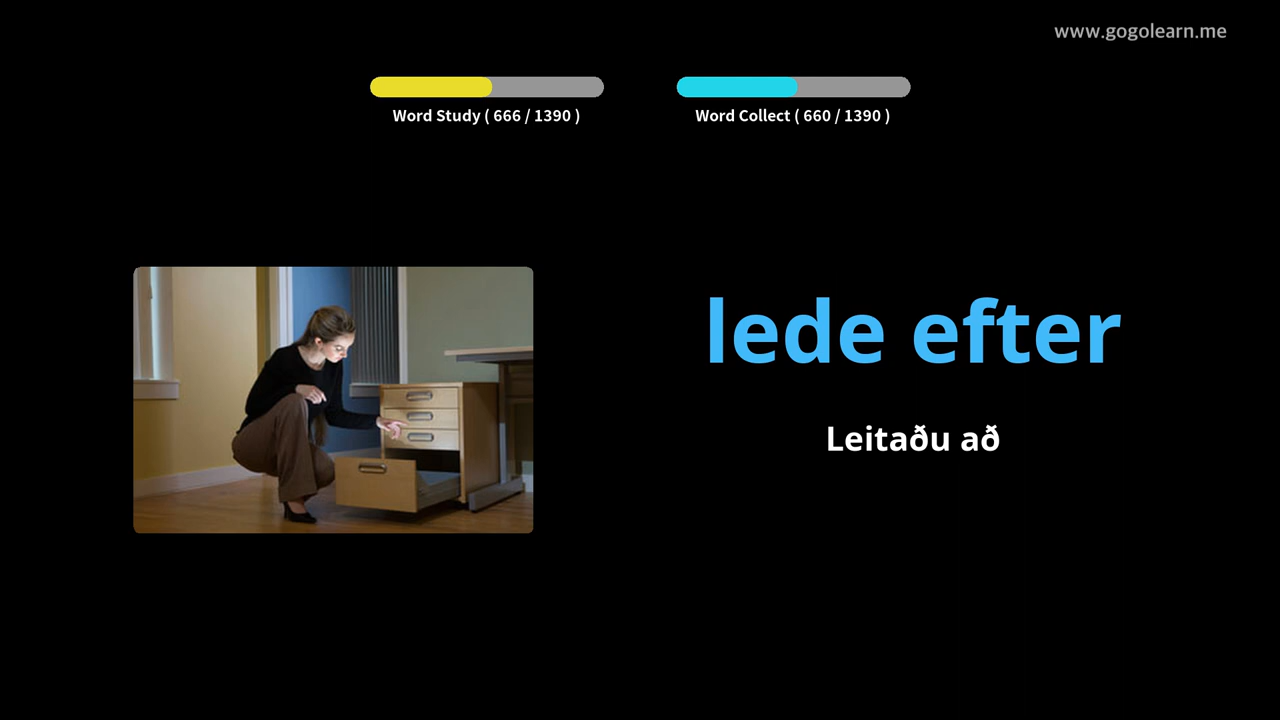 www.gogolearn.me
Word Study ( 666 / 1390 )
Word Collect ( 660 / 1390 )
lede efter
Leitaðu að